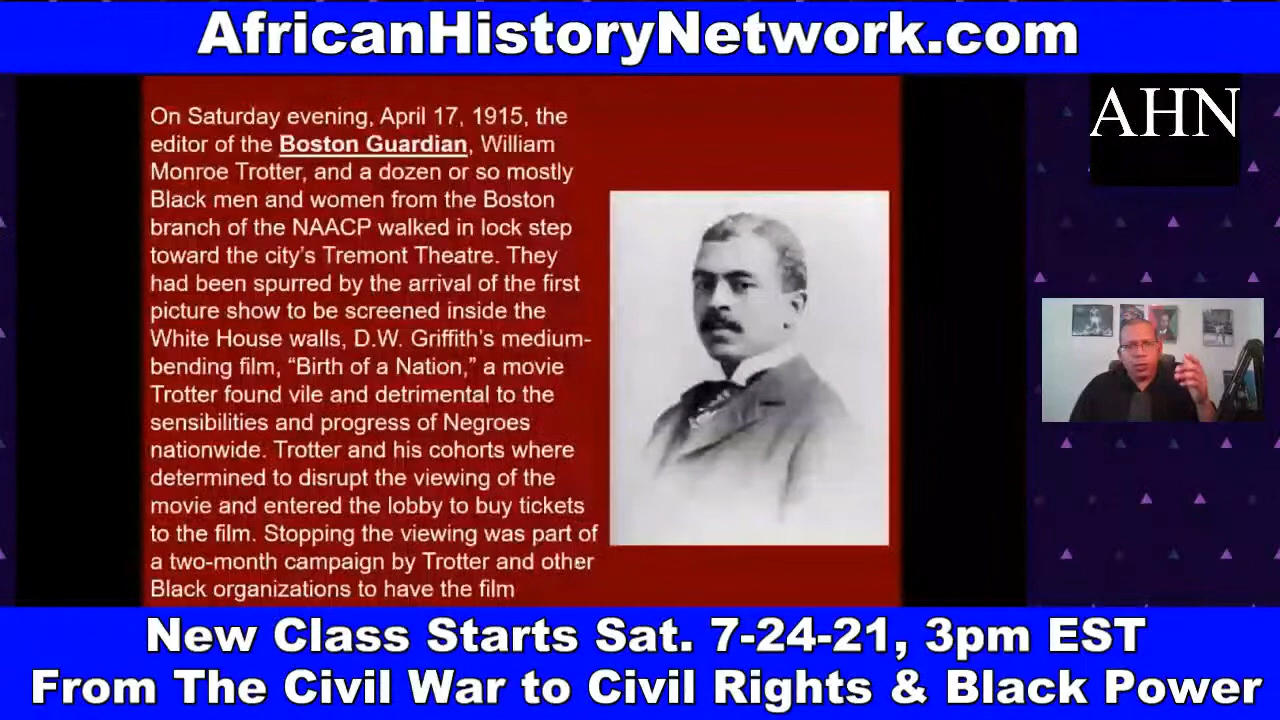 AfricanHistoryNetwork.com
On Saturday evening, April 17, 1915, the
editor of the Boston Guardian, William
Monroe Trotter, and a dozen or so mostly
Black men and women from the Boston
branch of the NAACP walked in lock step
toward the city's Tremont Theatre. They
had been spurred by the arrival of the first
picture show to be screened inside the
White House walls, D.W. Griffith's medium-
bending film, “Birth of a Nation,” a movie
Trotter found vile and detrimental to the
sensibilities and progress of Negroes
nationwide. Trotter and his cohorts where
determined to disrupt the viewing of the
movie and entered the lobby to buy tickets
to the film. Stopping the viewing was part of
a two-month campaign by Trotter and other
Black organizations to have the film
AHN
New Class Starts Sat. 7-24-21, 3pm EST
From The Civil War to Civil Rights & Black Power